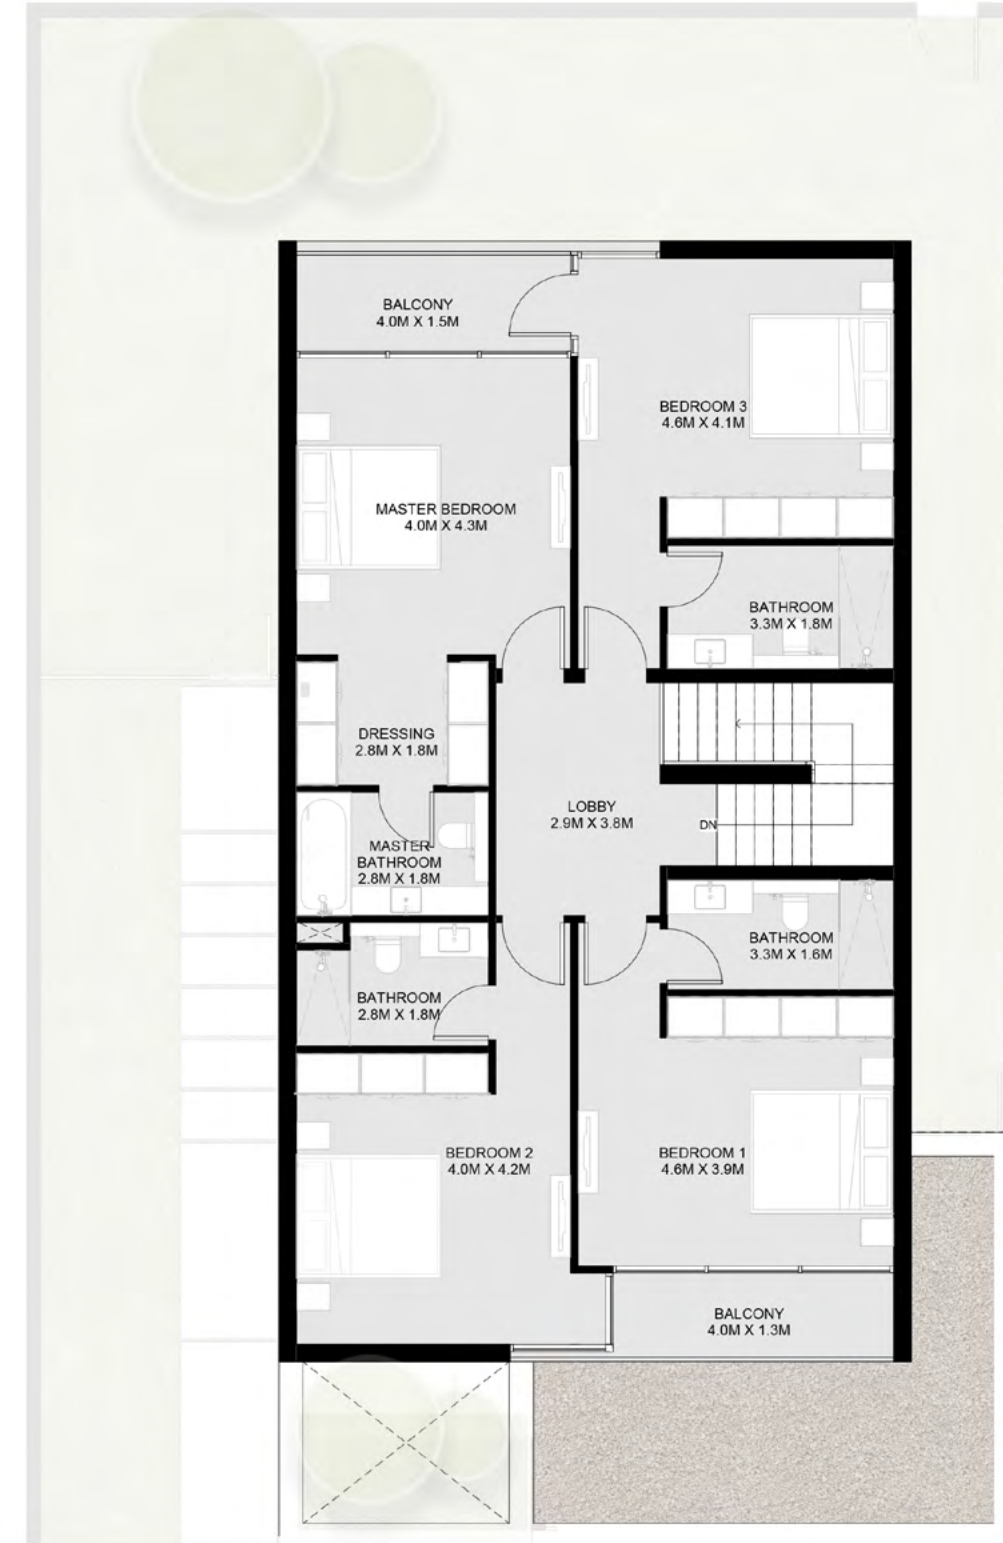 BALCONY
4.0M X 1.5M
BEDROOM 3
4.6M X 4.1M
MASTER BEDROOM
4.0M X 4.3M
BATHROOM
3.3M X 1.8M
DRESSING
2.8M X 1.8M
LOBBY
2.9M X 3.8M
DN
MASTER
BATHROOM
2.8M X 1.8M
BATHROOM
3.3M X 1.6M
BATHROOM
2.8M X 1.8M
BEDROOM 2
4.0M X 4.2M
BEDROOM 1
4.6M X 3.9M
BALCONY
4.0M X 1.3M